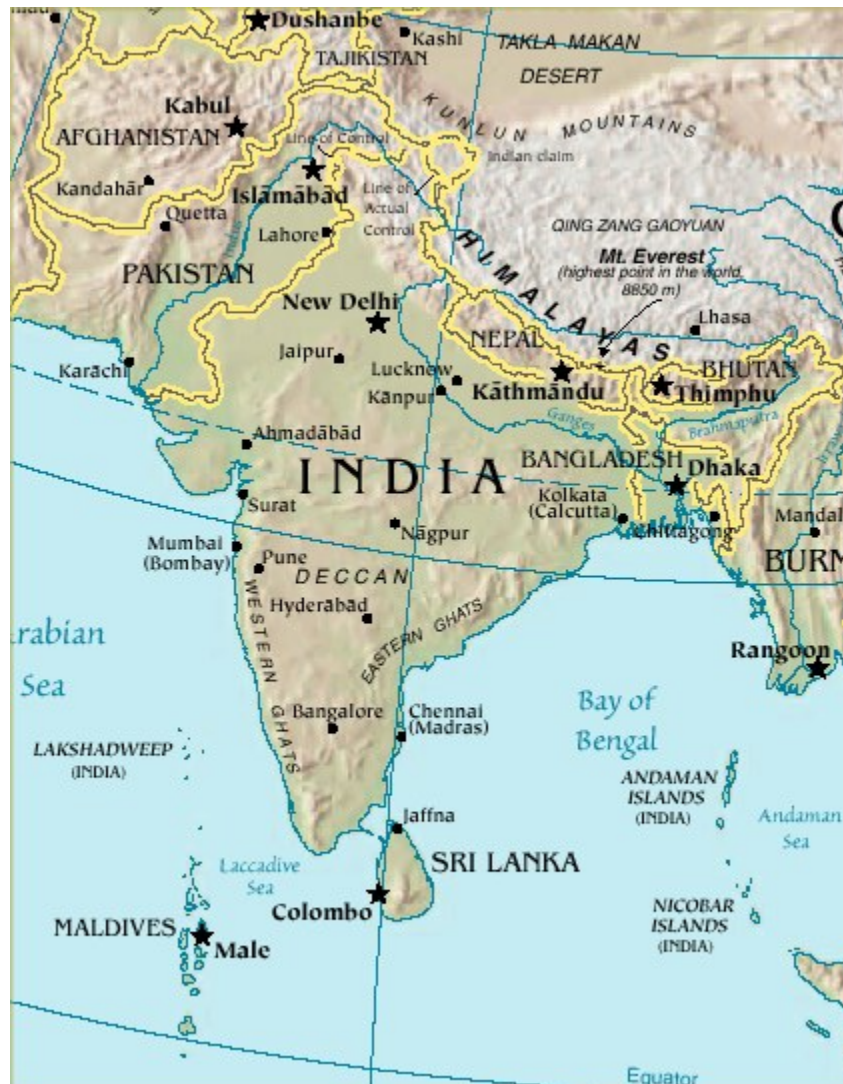 Dushanbe
Kashi
TAKLA MAKAN
DESERT
TAJIKISTAN
Kabul
KUNLUN MOUNTAINS
AFGHANISTAN
Line of Control
Indian claim
Kandahār
Islāmābād
Line of
Actual
Control
Quetta
Indus
Lahore
QING ZANG GAOYUAN
HIMALAYAS
Mt. Everest
(highest point in the world,
8850 m)
PAKISTAN
New Delhi
Lhasa
NEPAL
Jaipur
Lucknow
BHUTAN
Karāchi
Kānpur
Kāthmāndu
Thimphu
Ganges
Brahmaputra
Ahmadābād
BANGLADESH
Dhaka
INDIA
Surat
Kolkata
(Calcutta)
Chittagong
Nāgpur
Mandal
Mumbai
(Bombay)
Pune
DECCAN
BURM
WESTERN GHATS
Hyderābād
EASTERN GHATS
rabian
Sea
Rangoon
Bangalore
Chennai
(Madras)
Bay of
Bengal
LAKSHADWEEP
(INDIA)
ANDAMAN
ISLANDS
(INDIA)
Jaffna
Andaman
Sea
Laccadive
Sea
SRI LANKA
Colombo
NICOBAR
ISLANDS
(INDIA)
MALDIVES
Male
Equator